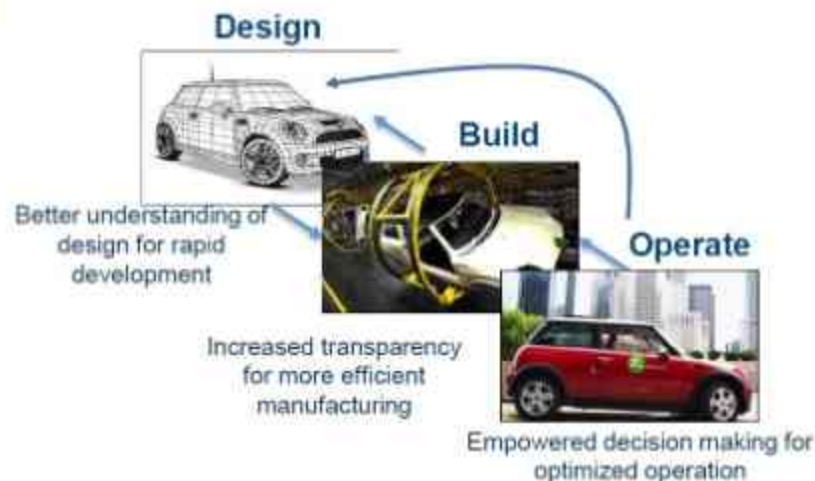 Design
Build
Better understanding of
design for rapid
development
Operate
Increased transparency
for more efficient
manufacturing
Empowered decision making for
optimized operation